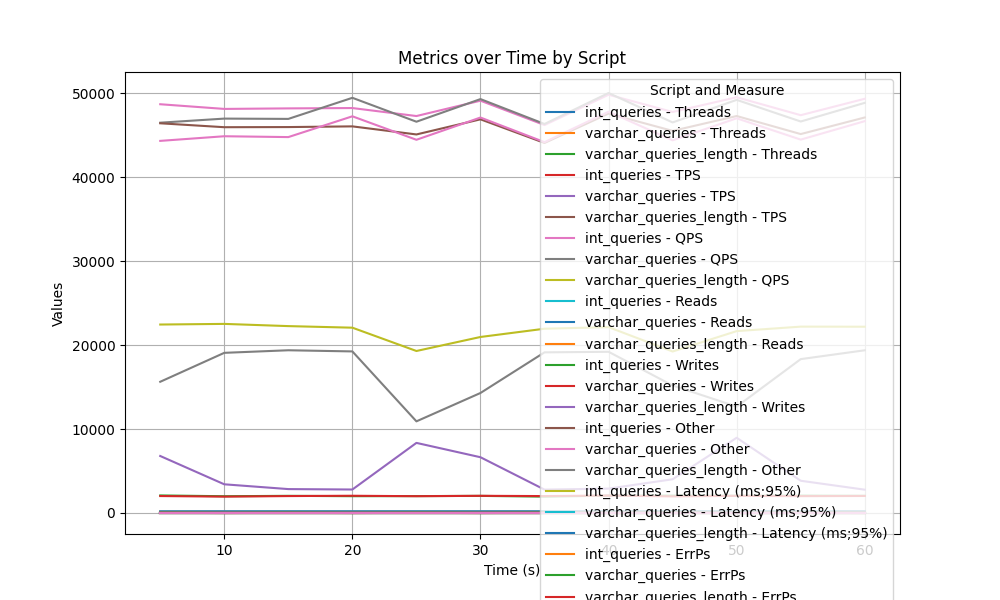 Metrics over Time by Script
Values
50000
40000
30000
20000
10000
0
10
20
30
40
50
60
Time (s)
Script and Measure
int_queries - Threads
varchar_queries - Threads
varchar_queries_length - Threads
int_queries - TPS
varchar_queries - TPS
varchar_queries_length - TPS
int_queries - QPS
varchar_queries - QPS
varchar_queries_length - QPS
int_queries - Reads
varchar_queries - Reads
varchar_queries_length - Reads
int_queries - Writes
varchar_queries - Writes
varchar_queries_length - Writes
int_queries - Other
varchar_queries - Other
varchar_queries_length - Other
int_queries - Latency (ms;95%)
varchar_queries - Latency (ms;95%)
varchar_queries_length - Latency (ms;95%)
int_queries - ErrPs
varchar_queries - ErrPs
varchar_queries_length - ErrPs